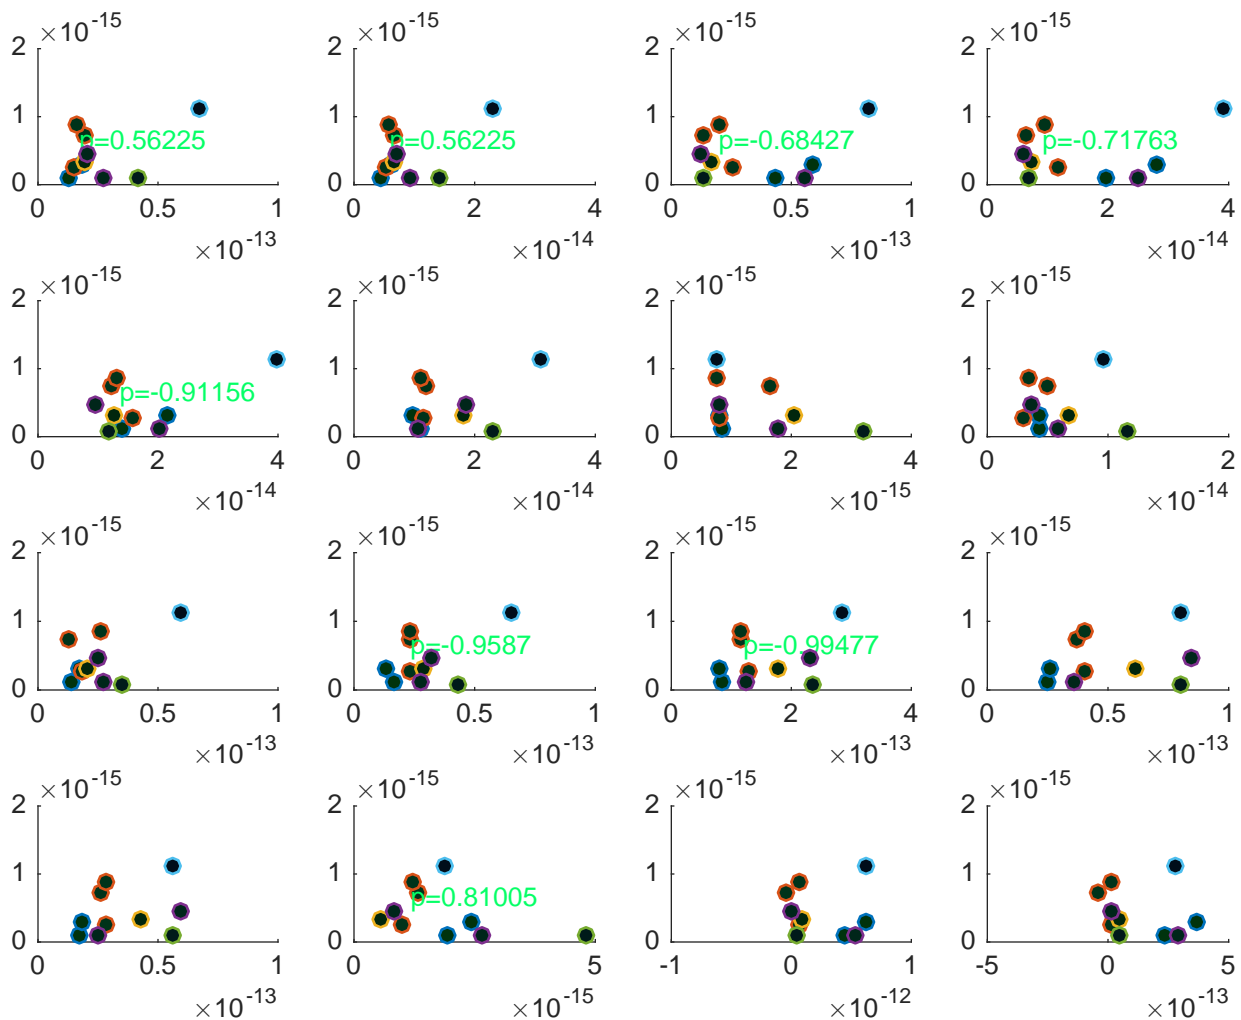 ×10-15 ×10-15 ×10-15 ×10-15
2 2 2 2
1 1 1 1
p=0.56225 p=0.56225 p=-0.68427 p=-0.71763
0 0 0 0
0 0.5 1 0 2 4 0 0.5 1 0 2 4
×10-13 ×10-14 ×10-13 ×10-14
×10-15 ×10-15 ×10-15 ×10-15
2 2 2 2
1 1 1 1
p=-0.91156
0 0 0 0
0 2 4 0 2 4 0 2 4 0 1 2
×10-14 ×10-14 ×10-15 ×10-14
×10-15 ×10-15 ×10-15 ×10-15
2 2 2 2
1 1 1 1
p=-0.9587 p=-0.99477
0 0 0 0
0 0.5 1 0 0.5 1 0 2 4 0 0.5 1
×10-13 ×10-13 ×10-13 ×10-13
×10-15 ×10-15 ×10-15 ×10-15
2 2 2 2
1 1 1 1
p=0.81005
0 0 0 0
0 0.5 1 0 5 -1 0 1 -5 0 5
×10-13 ×10-15 ×10-12 ×10-13